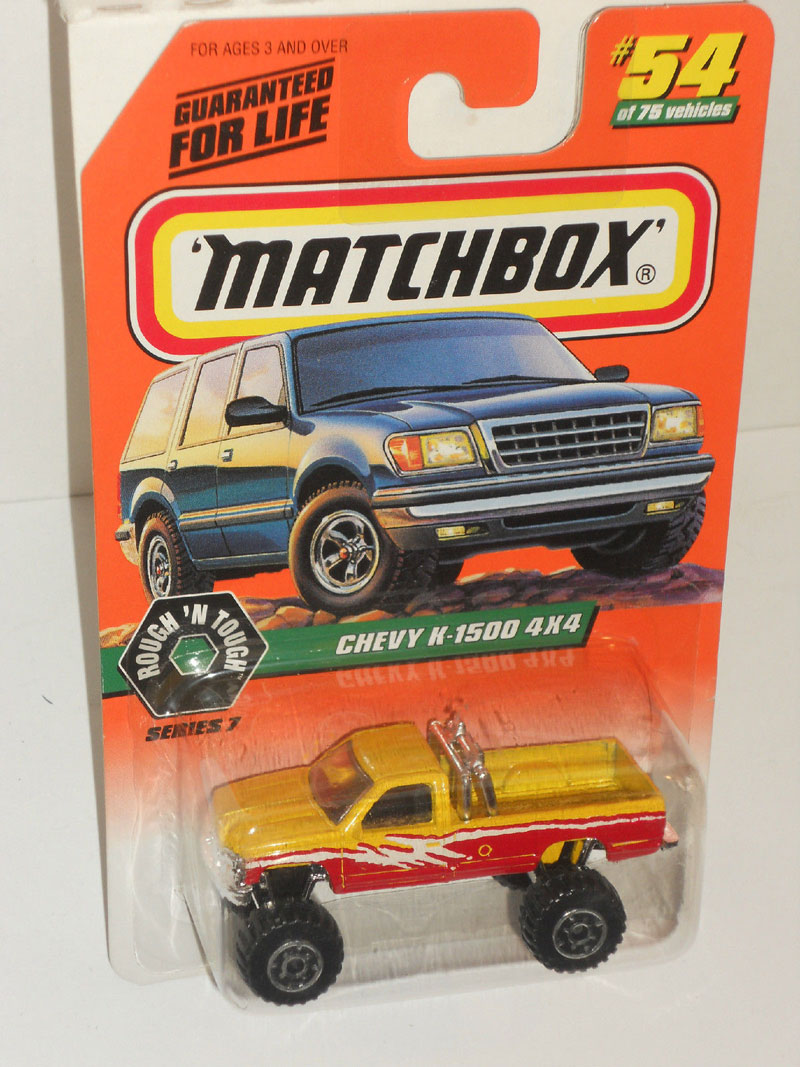 FOR AGES 3 AND OVER
GUARANTEED
FOR LIFE
#54
of 75 vehicles
'MATCHBOX'®
ROUGH 'N TOUGH™
CHEVY K-1500 4X4
SERIES 7